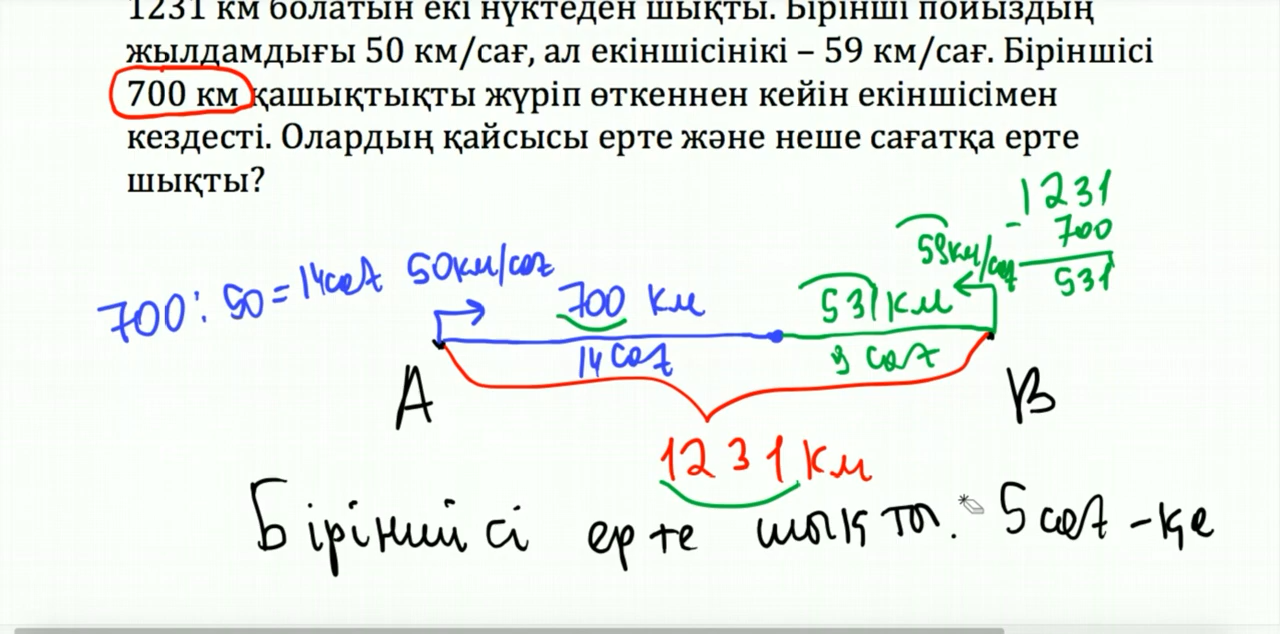 1231 км болатын екі нүктеден шықты. Бірінші пойыздың
жылдамдығы 50 км/сағ, ал екіншісінікі – 59 км/сағ. Біріншісі
700 км қашықтықты жүріп өткеннен кейін екіншісімен
кездесті. Олардың қайсысы ерте және неше сағатқа ерте
шықты?
1231
- 700
531
59км/сағ
700 : 50 = 14сағ 50км/сағ
700 км 531 км
14 сағ 9 сағ
A B
1231 км
Біріншісі ерте шықты. 5 сағ -қе